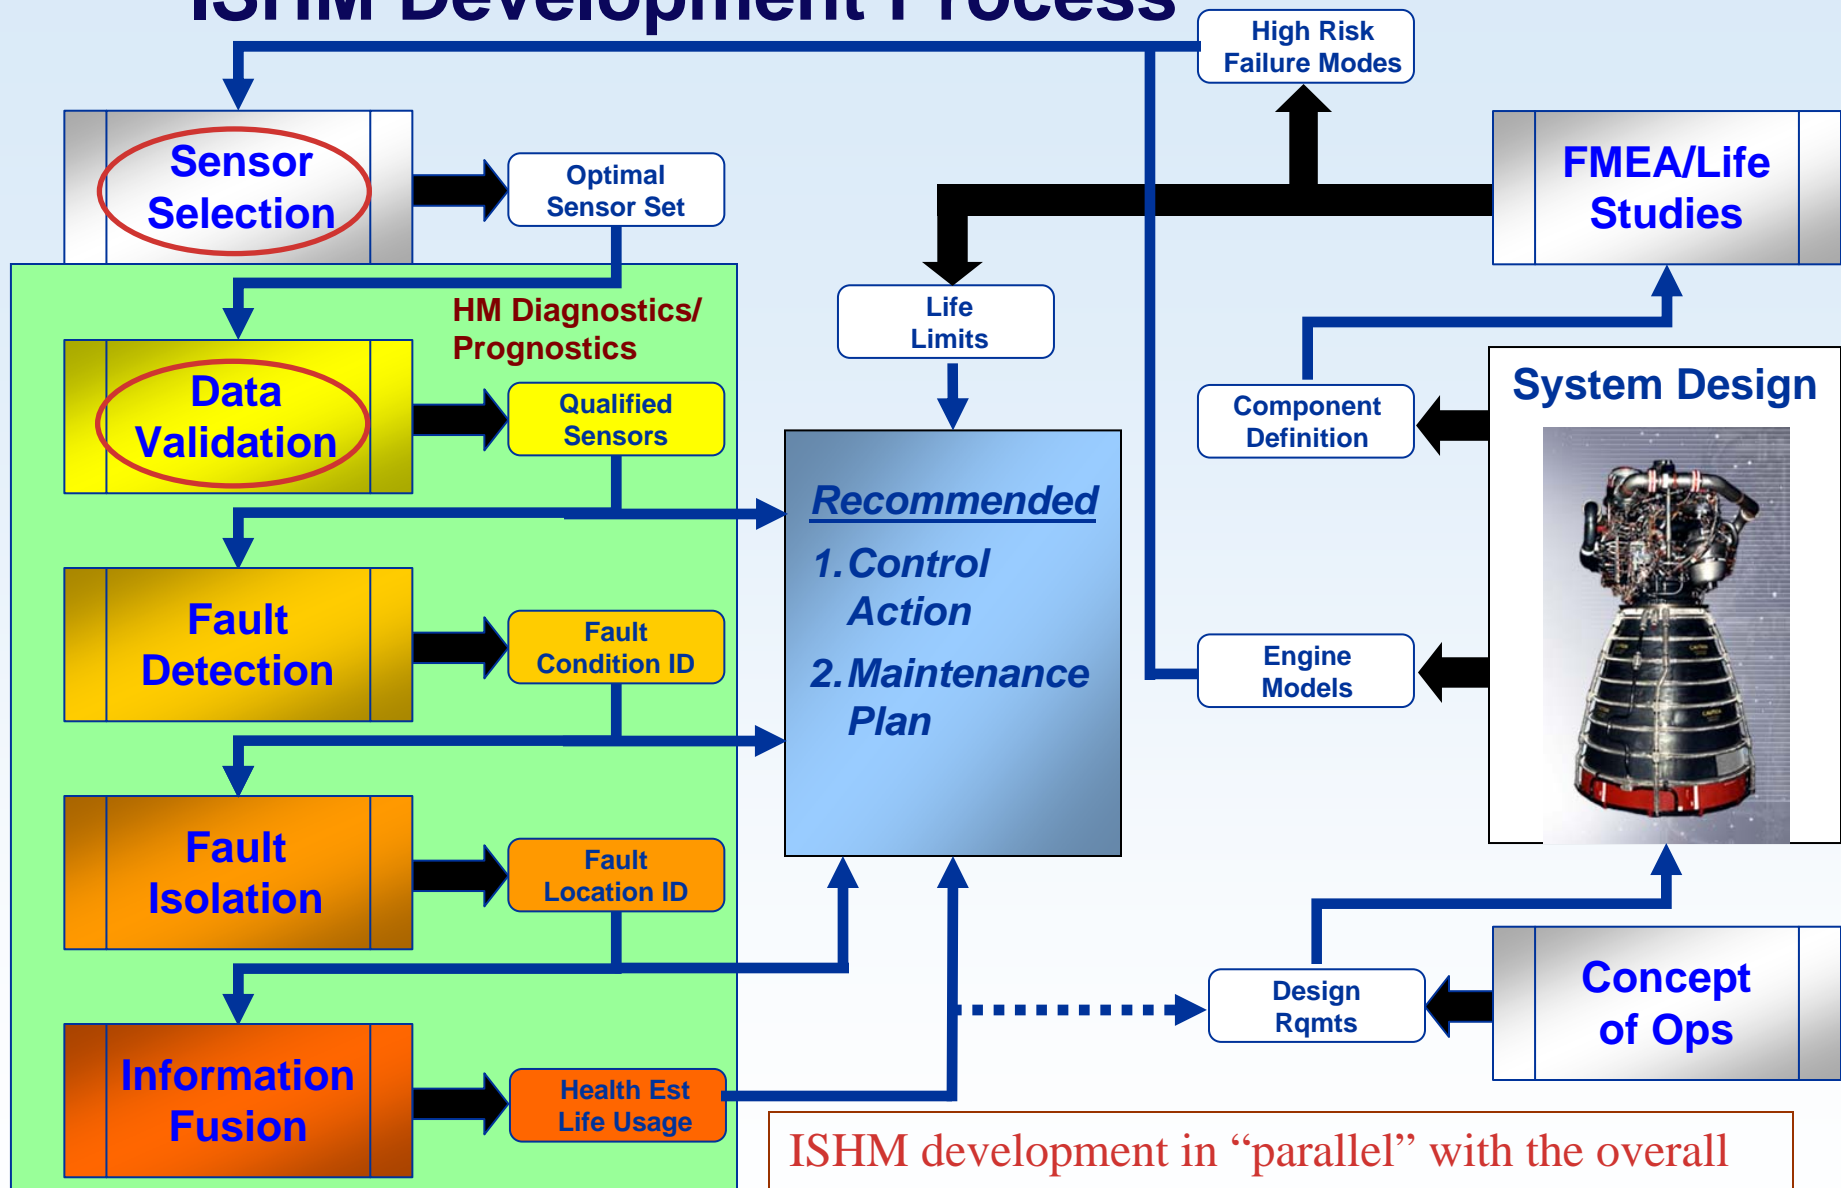 ISHM Development Process
High Risk
Failure Modes
Sensor
Selection
Optimal
Sensor Set
FMEA/Life
Studies
HM Diagnostics/
Prognostics
Life
Limits
Data
Validation
Qualified
Sensors
Component
Definition
System Design
Recommended
1. Control
Action
2. Maintenance
Plan
Fault
Detection
Fault
Condition ID
Engine
Models
Fault
Isolation
Fault
Location ID
Design
Rqmts
Concept
of Ops
Information
Fusion
Health Est
Life Usage
ISHM development in “parallel” with the overall